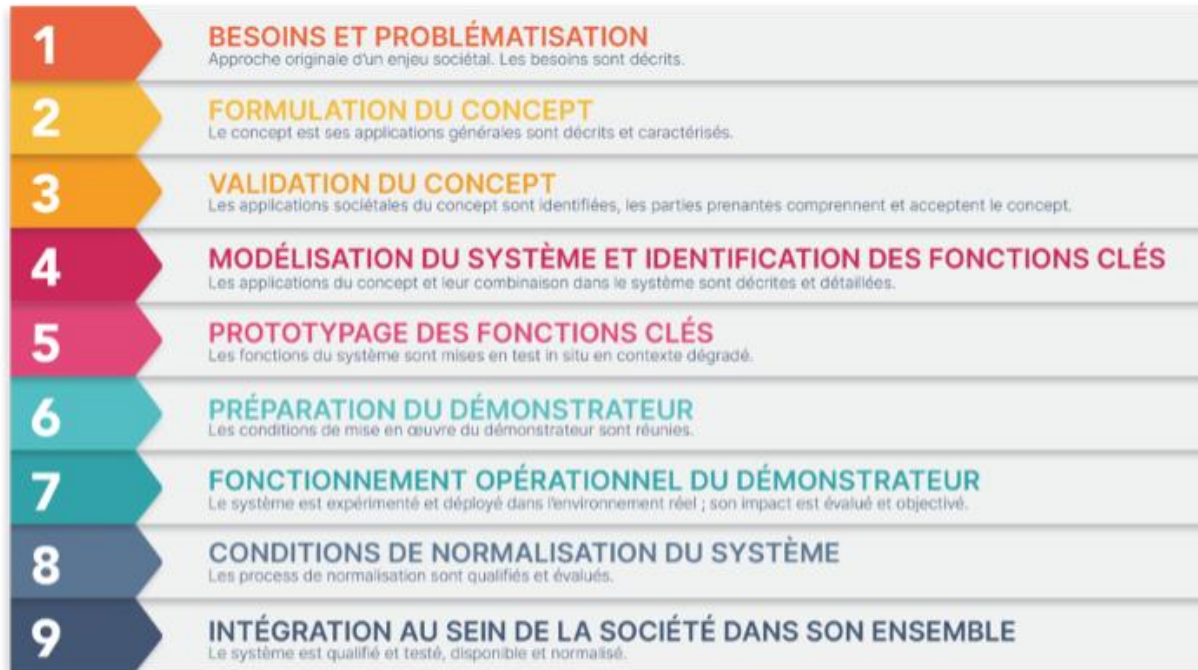 1
BESOINS ET PROBLÉMATISATION
Approche originale d'un enjeu sociétal. Les besoins sont décrits.
2
FORMULATION DU CONCEPT
Le concept est ses applications générales sont décrits et caractérisés.
3
VALIDATION DU CONCEPT
Les applications sociétales du concept sont identifiées, les parties prenantes comprennent et acceptent le concept.
4
MODÉLISATION DU SYSTÈME ET IDENTIFICATION DES FONCTIONS CLÉS
Les applications du concept et leur combinaison dans le système sont décrites et détaillées.
5
PROTOTYPAGE DES FONCTIONS CLÉS
Les fonctions du système sont mises en test in situ en contexte dégradé.
6
PRÉPARATION DU DÉMONSTRATEUR
Les conditions de mise en œuvre du démonstrateur sont réunies.
7
FONCTIONNEMENT OPÉRATIONNEL DU DÉMONSTRATEUR
Le système est expérimenté et déployé dans l'environnement réel ; son impact est évalué et objectivé.
8
CONDITIONS DE NORMALISATION DU SYSTÈME
Les process de normalisation sont qualifiés et évalués.
9
INTÉGRATION AU SEIN DE LA SOCIÉTÉ DANS SON ENSEMBLE
Le système est qualifié et testé, disponible et normalisé.